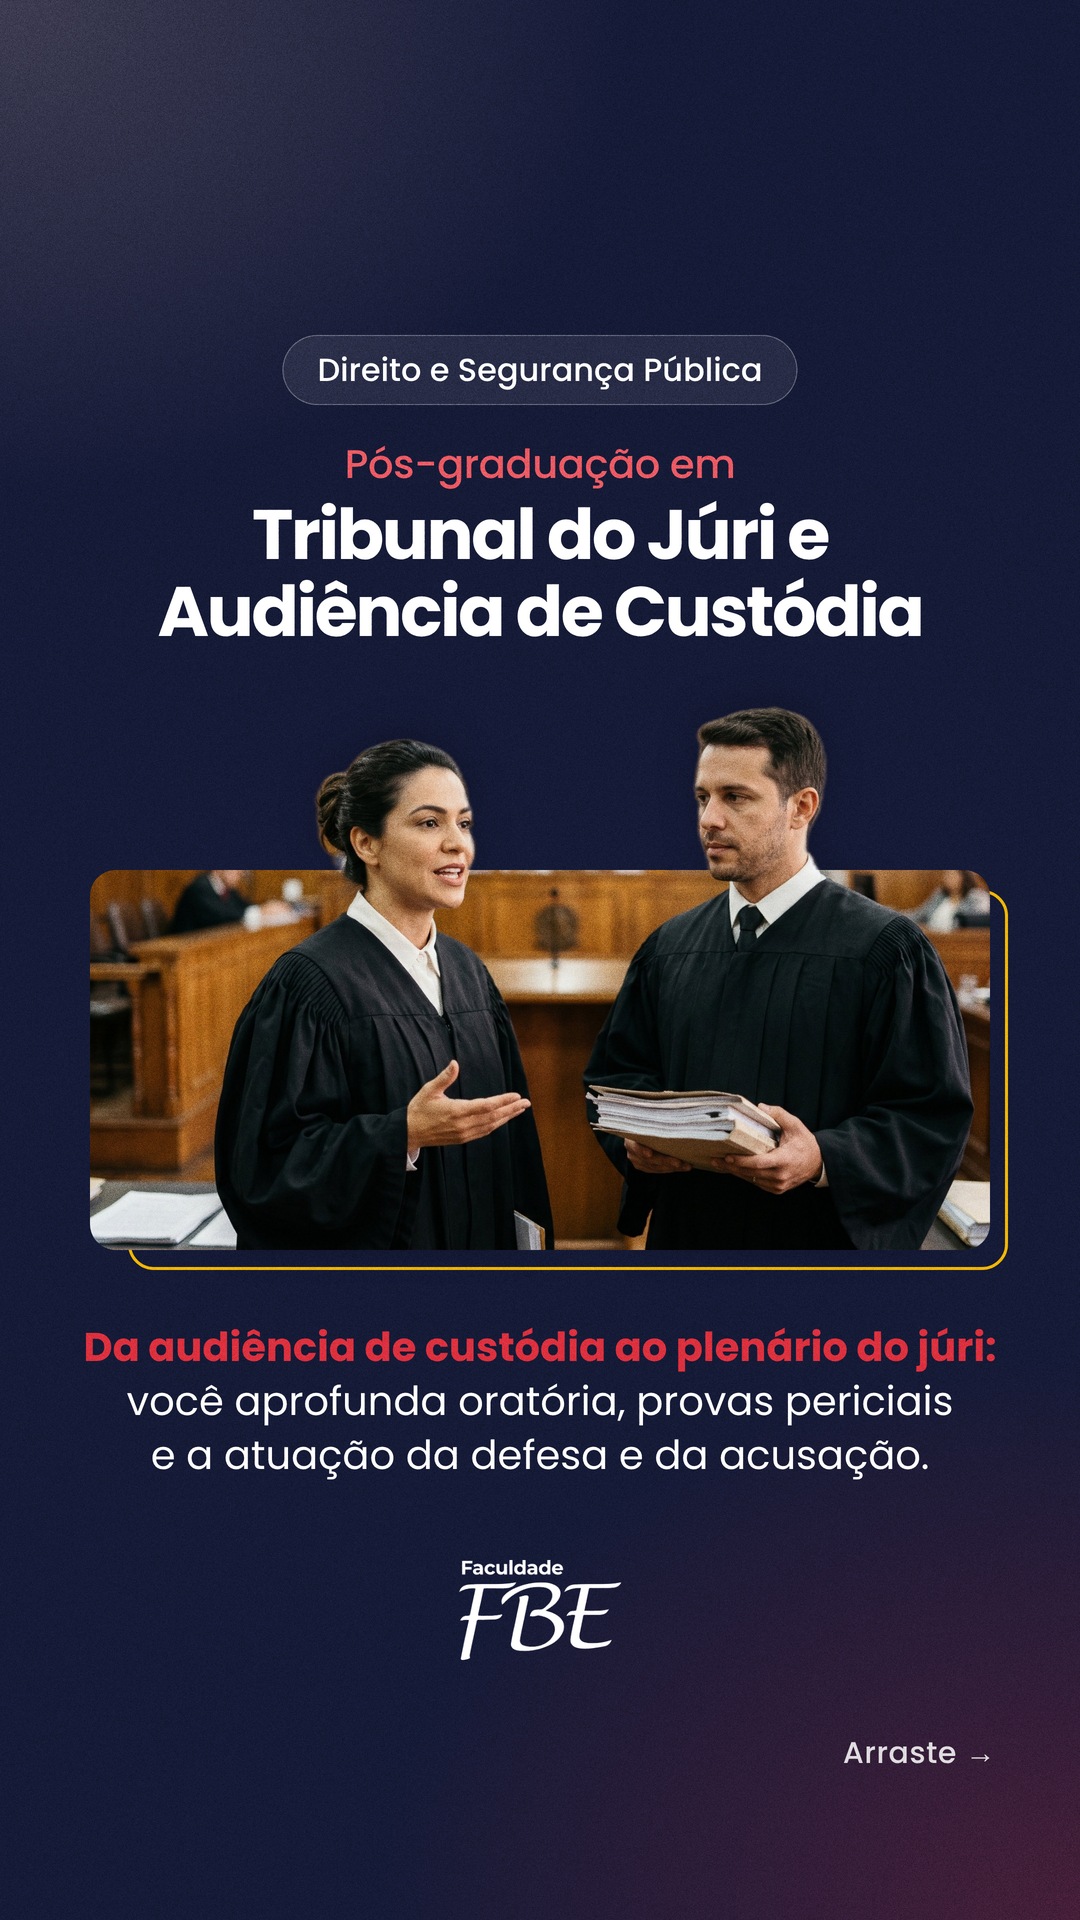 Direito e Segurança Pública
Pós-graduação em
Tribunal do Júri e
Audiência de Custódia
Da audiência de custódia ao plenário do júri:
você aprofunda oratória, provas periciais
e a atuação da defesa e da acusação.
Faculdade
FBE
Arraste →